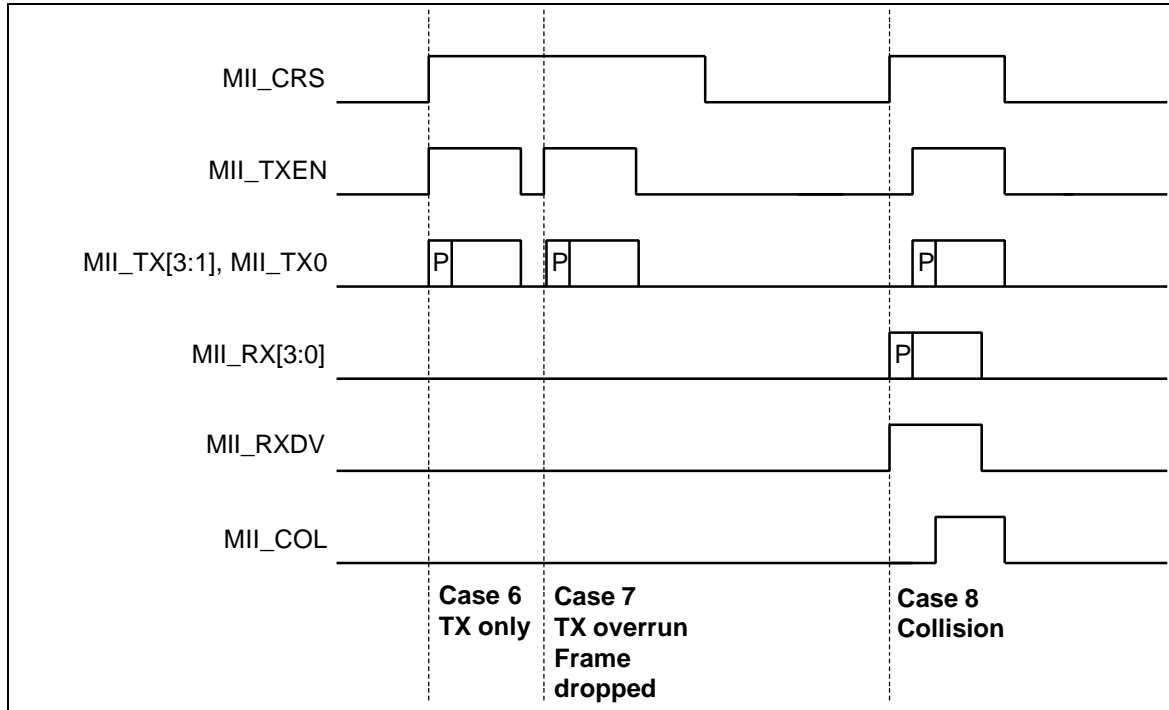 MII_CRS
MII_TXEN
MII_TX[3:1], MII_TX0
P
P
P
MII_RX[3:0]
P
MII_RXDV
MII_COL
Case 6
TX only
Case 7
TX overrun
Frame
dropped
Case 8
Collision